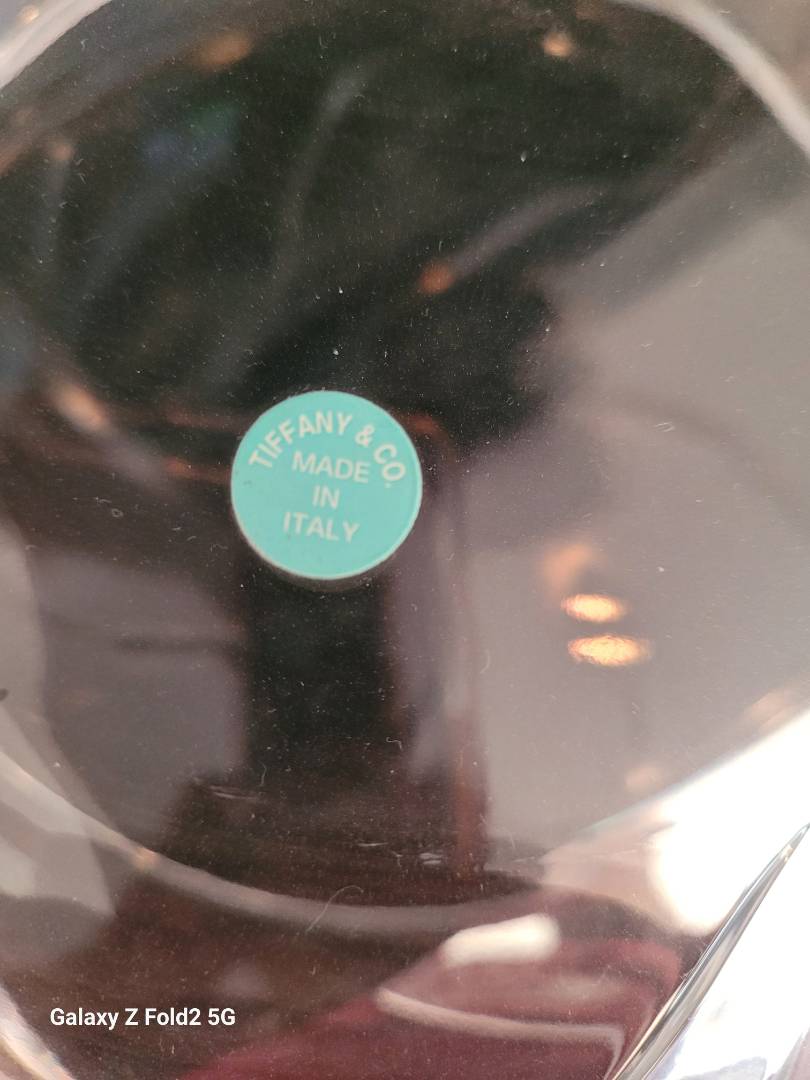 TIFFANY & CO.
MADE
IN
ITALY
Galaxy Z Fold2 5G